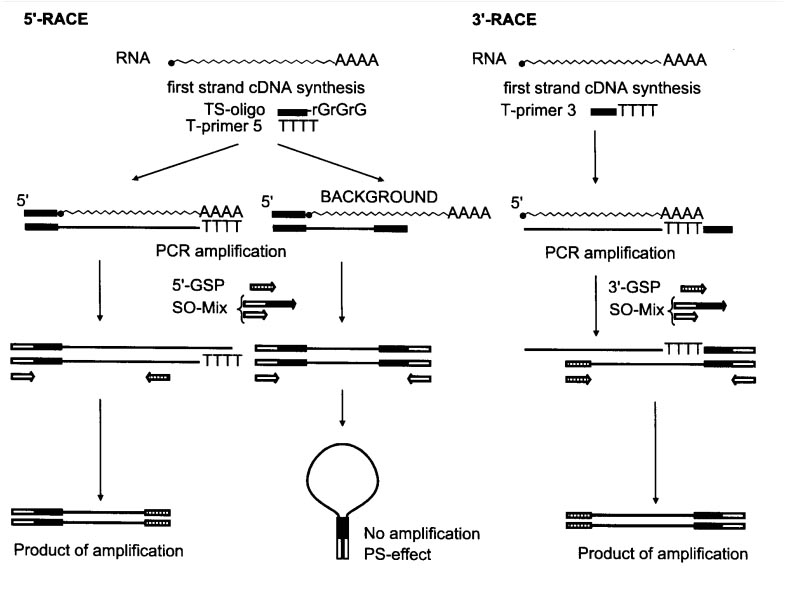 5'-RACE
RNA
AAAA
first strand cDNA synthesis
TS-oligo -rGrGrG
T-primer 5 TTTT
5'
AAAA
TTTT
BACKGROUND
5'
AAAA
PCR amplification
5'-GSP
SO-Mix
TTTT
Product of amplification
No amplification
PS-effect
3'-RACE
RNA
AAAA
first strand cDNA synthesis
T-primer 3 TTTT
5'
AAAA
TTTT
PCR amplification
3'-GSP
SO-Mix
TTTT
Product of amplification